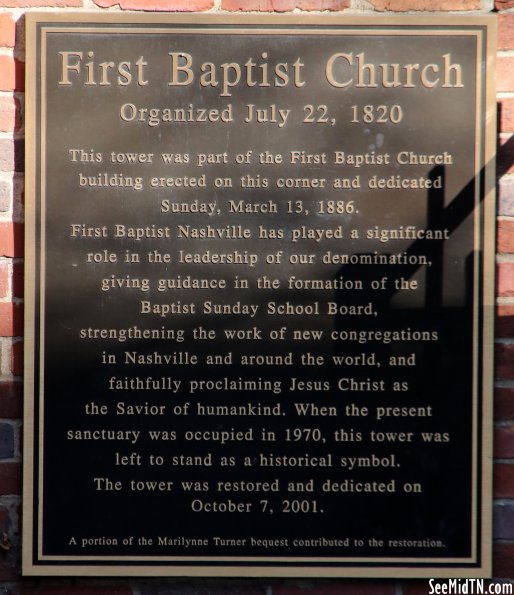 First Baptist Church
Organized July 22, 1820
This tower was part of the First Baptist Church
building erected on this corner and dedicated
Sunday, March 13, 1886.
First Baptist Nashville has played a significant
role in the leadership of our denomination,
giving guidance in the formation of the
Baptist Sunday School Board,
strengthening the work of new congregations
in Nashville and around the world, and
faithfully proclaiming Jesus Christ as
the Savior of humankind. When the present
sanctuary was occupied in 1970, this tower was
left to stand as a historical symbol.
The tower was restored and dedicated on
October 7, 2001.
A portion of the Marilynne Turner bequest contributed to the restoration.
SeeMidTN.com